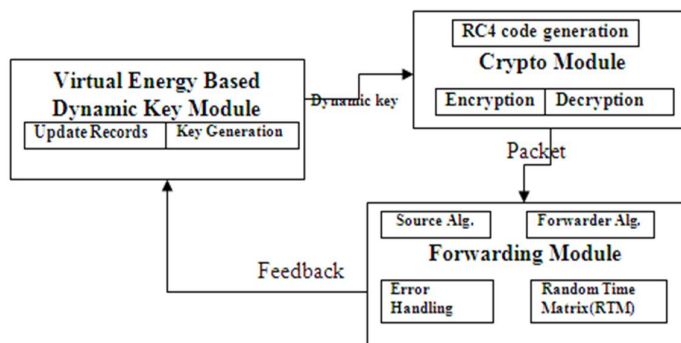 RC4 code generation
Crypto Module
Encryption
Decryption
Virtual Energy Based
Dynamic Key Module
Update Records
Key Generation
Dynamic key
Packet
Source Alg.
Forwarder Alg.
Forwarding Module
Error
Handling
Random Time
Matrix(RTM)
Feedback